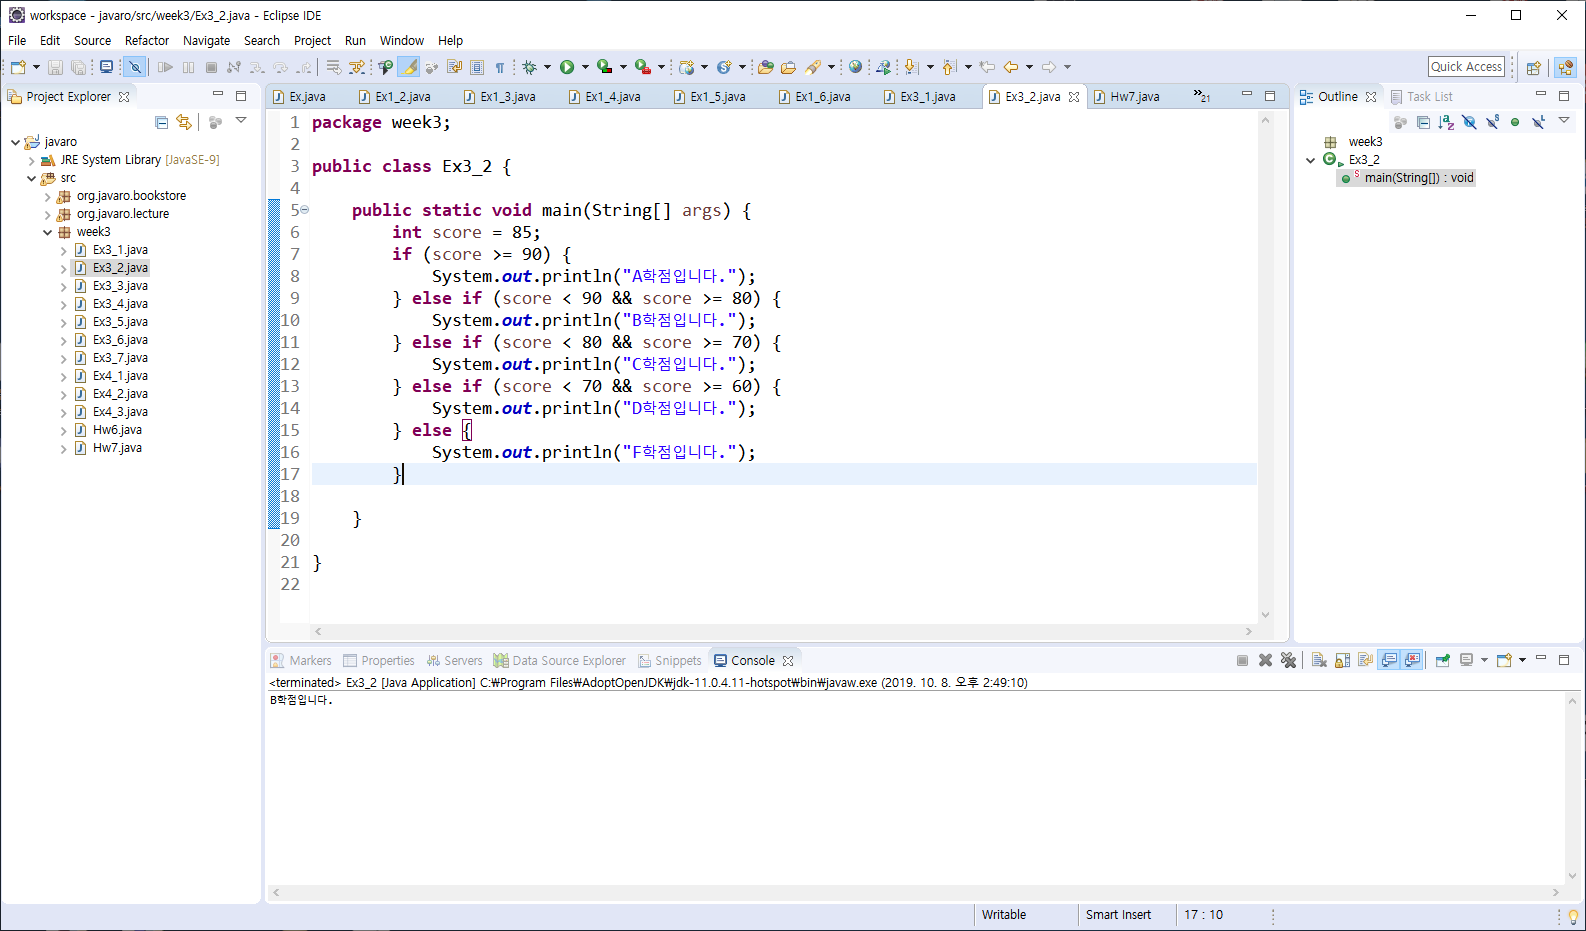 workspace - javaro/src/week3/Ex3_2.java - Eclipse IDE
File Edit Source Refactor Navigate Search Project Run Window Help
Quick Access
Project Explorer
javaro
JRE System Library [JavaSE-9]
src
org.javaro.bookstore
org.javaro.lecture
week3
Ex3_1.java
Ex3_2.java
Ex3_3.java
Ex3_4.java
Ex3_5.java
Ex3_6.java
Ex3_7.java
Ex4_1.java
Ex4_2.java
Ex4_3.java
Hw6.java
Hw7.java
Ex.java Ex1_2.java Ex1_3.java Ex1_4.java Ex1_5.java Ex1_6.java Ex3_1.java Ex3_2.java Hw7.java »21
1 package week3;
2
3 public class Ex3_2 {
4
5 public static void main(String[] args) {
6 int score = 85;
7 if (score >= 90) {
8 System.out.println("A학점입니다.");
9 } else if (score < 90 && score >= 80) {
10 System.out.println("B학점입니다.");
11 } else if (score < 80 && score >= 70) {
12 System.out.println("C학점입니다.");
13 } else if (score < 70 && score >= 60) {
14 System.out.println("D학점입니다.");
15 } else {
16 System.out.println("F학점입니다.");
17 }
18
19 }
20
21 }
22
Outline Task List
week3
Ex3_2
main(String[]) : void
Markers Properties Servers Data Source Explorer Snippets Console
<terminated> Ex3_2 [Java Application] C:₩Program Files₩AdoptOpenJDK₩jdk-11.0.4.11-hotspot₩bin₩javaw.exe (2019. 10. 8. 오후 2:49:10)
B학점입니다.
Writable Smart Insert 17 : 10